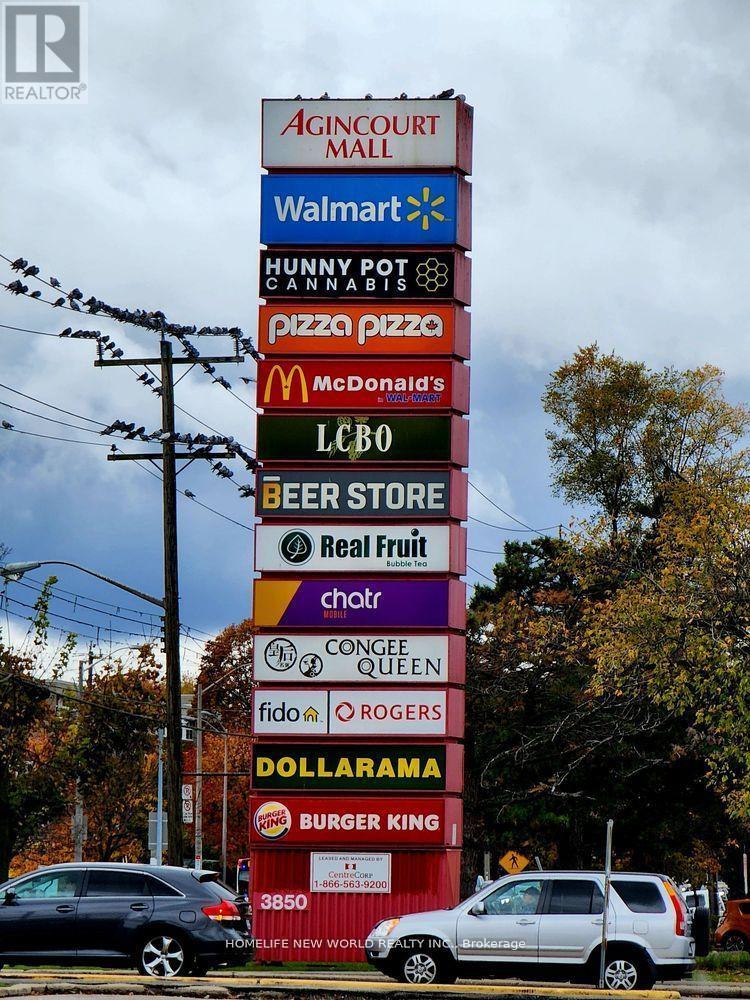 REALTOR®
AGINCOURT
MALL
Walmart
HUNNY POT
CANNABIS
pizza pizza
McDonald's
in WAL-MART
LCBO
BEER STORE
Real Fruit
Bubble Tea
chatr
MOBILE
CONGEE
QUEEN
fido ROGERS
DOLLARAMA
BURGER KING BURGER KING
LEASED AND MANAGED BY
CENTRECORP
1-866-563-9200
3850
HOMELIFE NEW WORLD REALTY INC., Brokerage